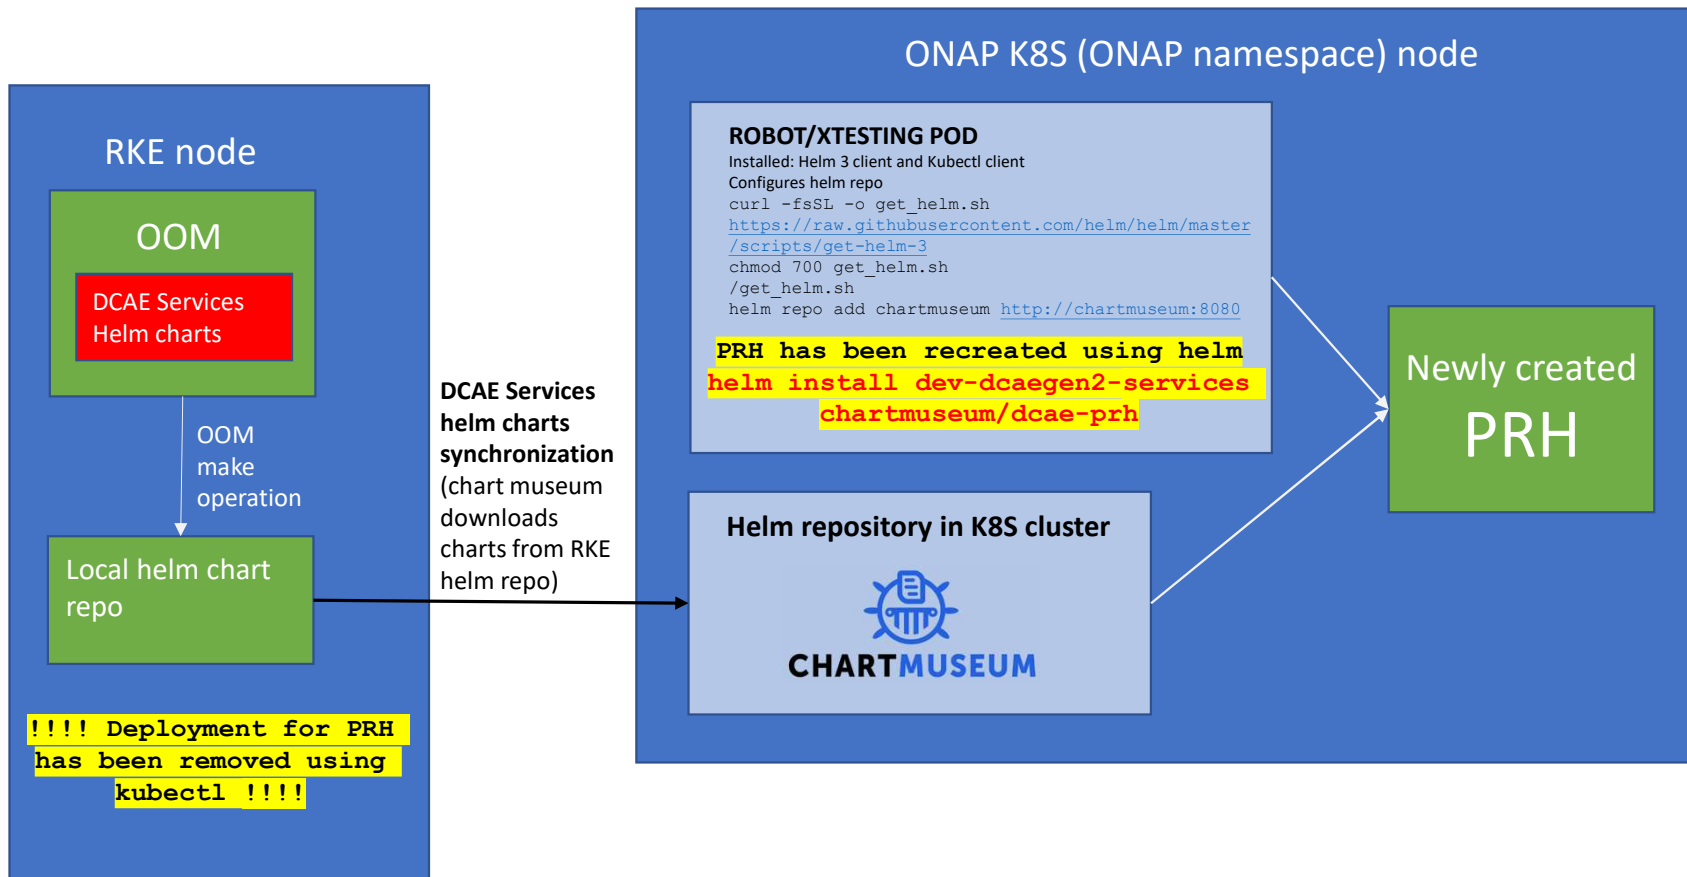 RKE node
OOM
DCAE Services
Helm charts
OOM
make
operation
Local helm chart
repo
!!!! Deployment for PRH
has been removed using
kubectl !!!!
DCAE Services
helm charts
synchronization
(chart museum
downloads
charts from RKE
helm repo)
ONAP K8S (ONAP namespace) node
ROBOT/XTESTING POD
Installed: Helm 3 client and Kubectl client
Configures helm repo
curl -fsSL -o get_helm.sh
https://raw.githubusercontent.com/helm/helm/master
/scripts/get-helm-3
chmod 700 get_helm.sh
/get_helm.sh
helm repo add chartmuseum http://chartmuseum:8080
PRH has been recreated using helm
helm install dev-dcaegen2-services
chartmuseum/dcae-prh
Helm repository in K8S cluster
CHARTMUSEUM
Newly created
PRH